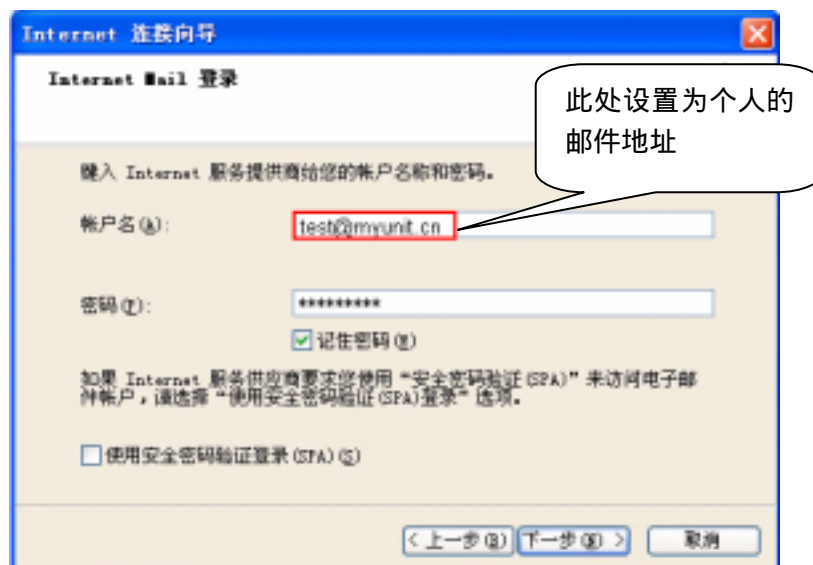 Internet 连接向导
Internet Mail 登录
此处设置为个人的
邮件地址
键入 Internet 服务提供商给您的帐户名称和密码。
帐户名(A):
test@myunit.cn
密码(P):
*********
记住密码(W)
如果 Internet 服务供应商要求您使用“安全密码验证(SPA)”来访问电子邮
件帐户，请选择“使用安全密码验证(SPA)登录”选项。
使用安全密码验证登录(SPA)(S)
< 上一步(B)
下一步(N) >
取消